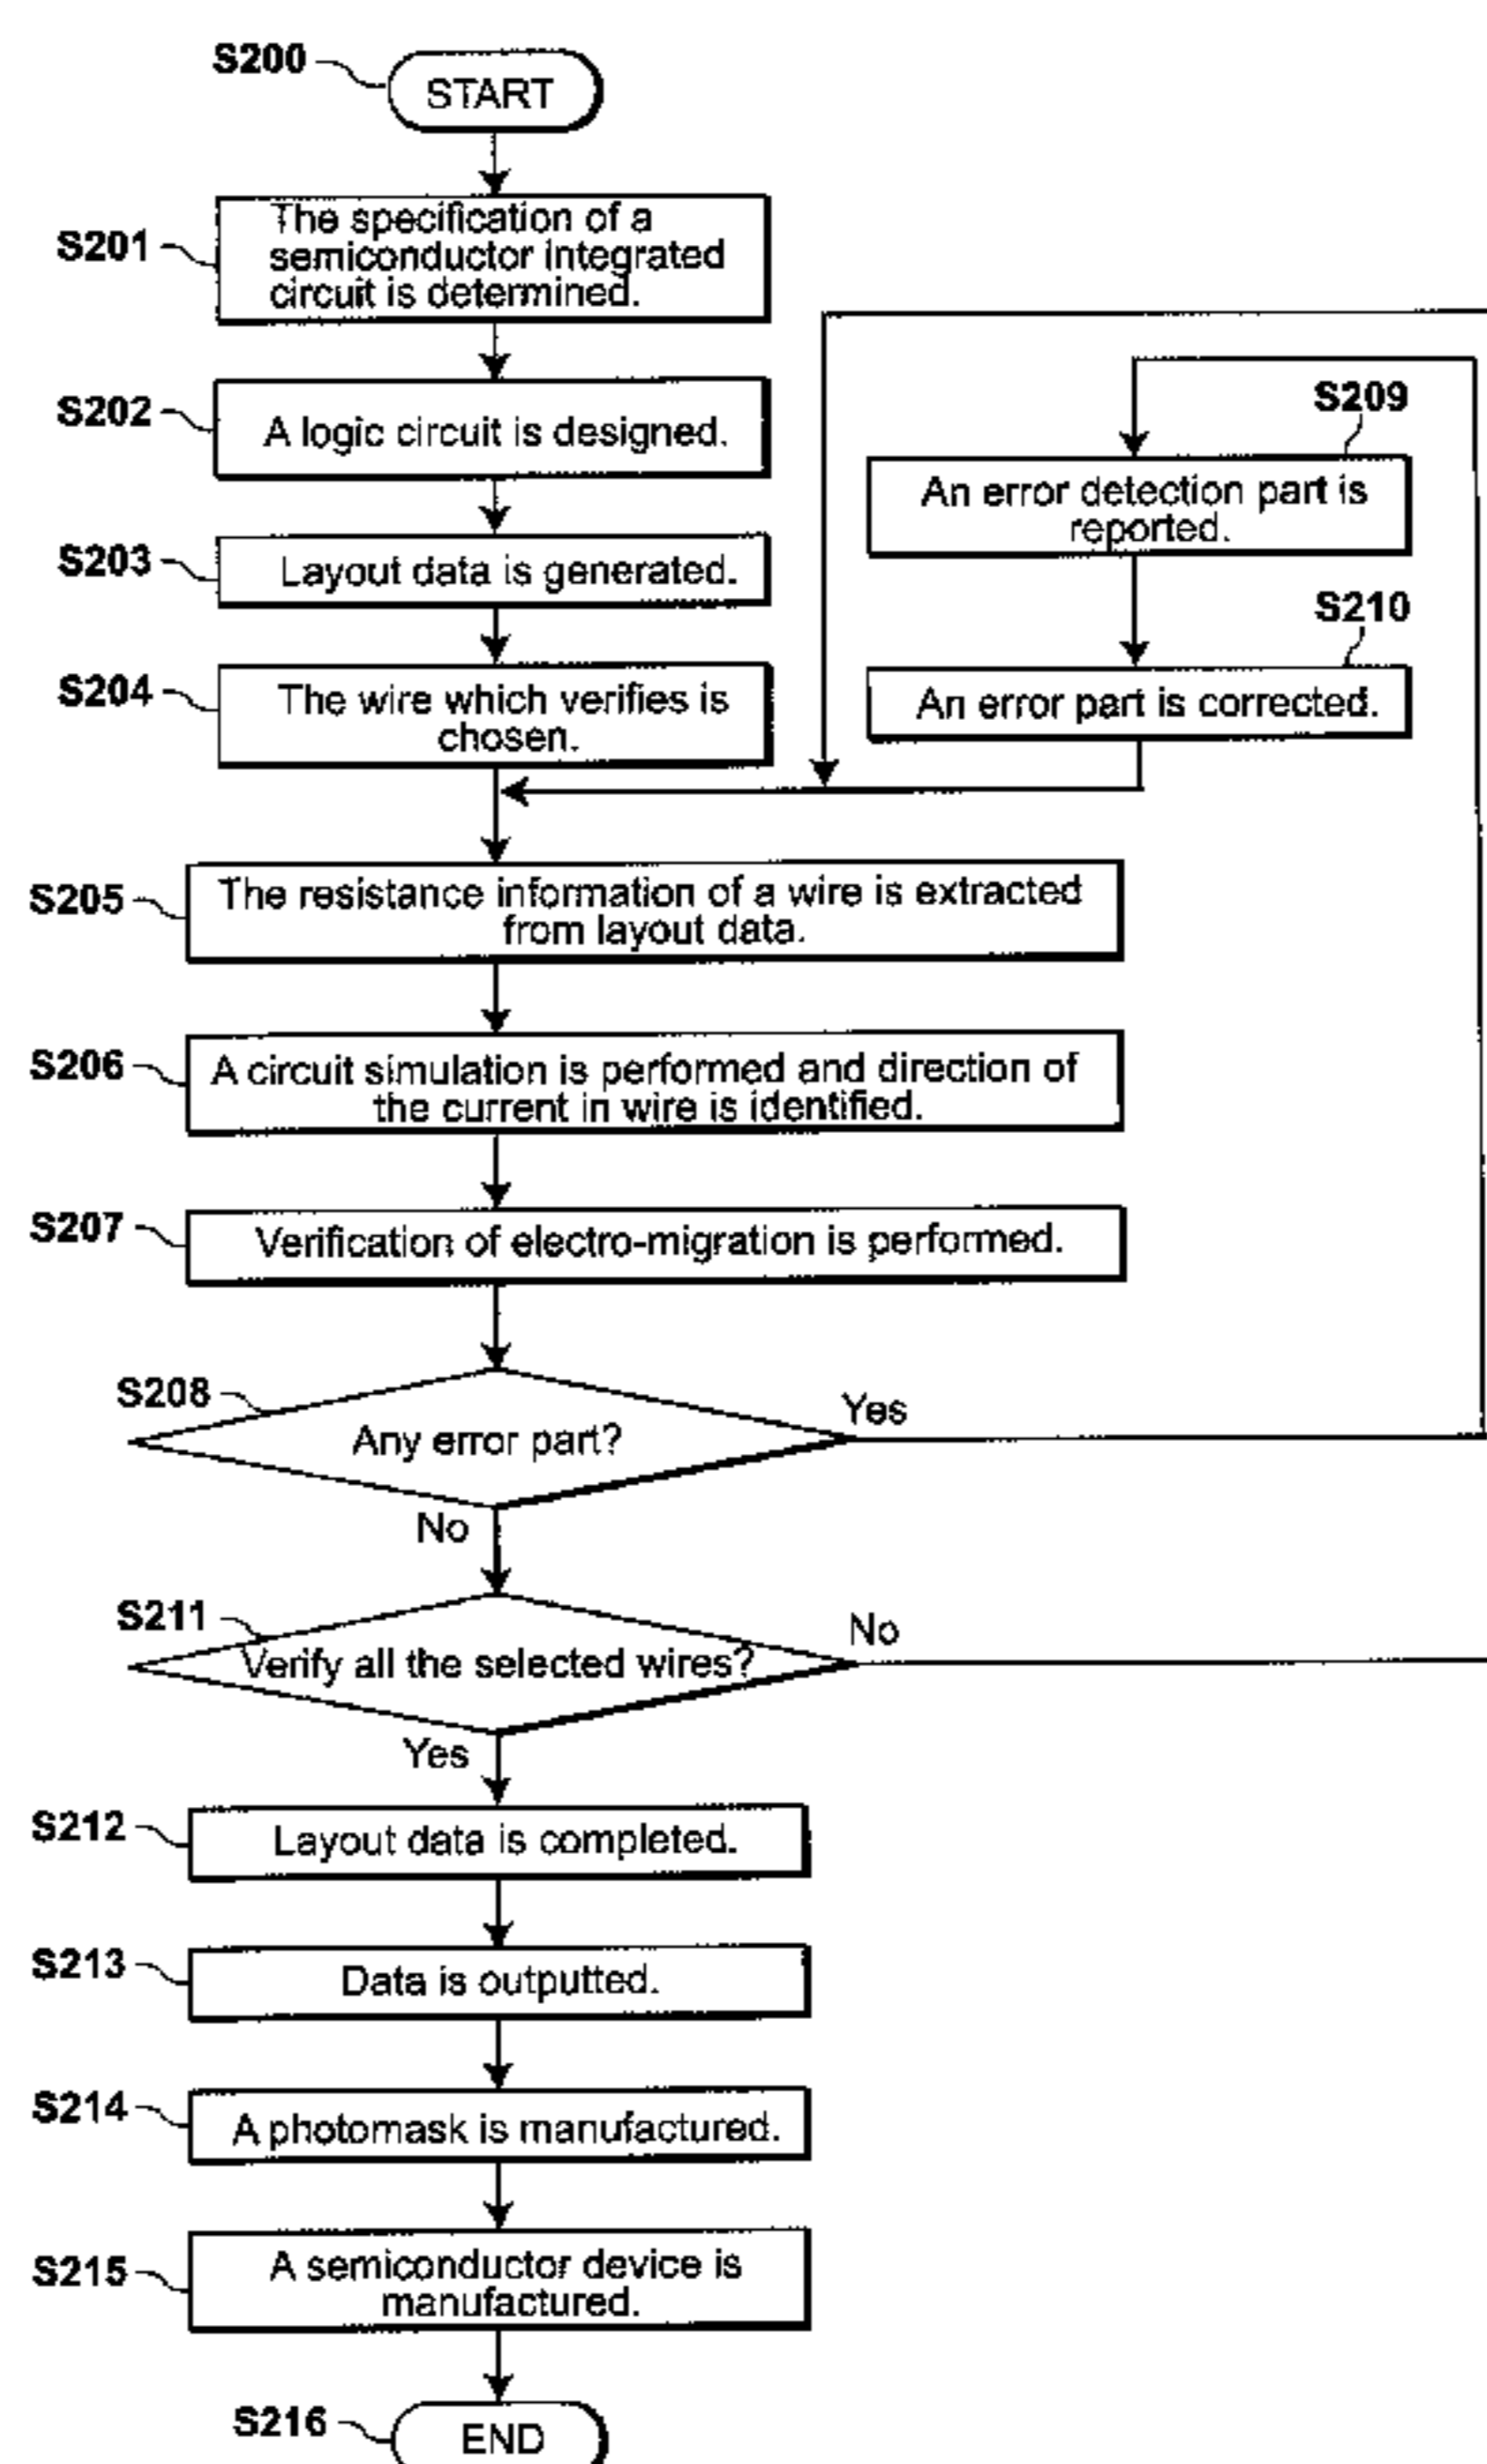 S200
START
S201
The specification of a
semiconductor integrated
circuit is determined.
S202
A logic circuit is designed.
S203
Layout data is generated.
S204
The wire which verifies is
chosen.
S209
An error detection part is
reported.
S210
An error part is corrected.
S205
The resistance information of a wire is extracted
from layout data.
S206
A circuit simulation is performed and direction of
the current in wire is identified.
S207
Verification of electro-migration is performed.
S208
Any error part?
Yes
No
S211
Verify all the selected wires?
No
Yes
S212
Layout data is completed.
S213
Data is outputted.
S214
A photomask is manufactured.
S215
A semiconductor device is
manufactured.
S216
END